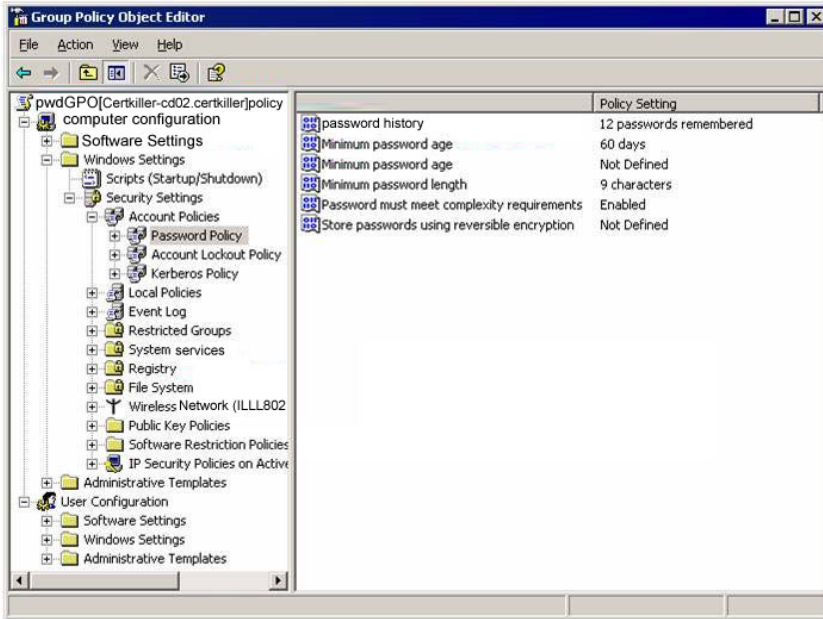 Group Policy Object Editor
File Action View Help
pwdGPO[Certkiller-cd02.certkiller]policy
computer configuration
Software Settings
Windows Settings
Scripts (Startup/Shutdown)
Security Settings
Account Policies
Password Policy
Account Lockout Policy
Kerberos Policy
Local Policies
Event Log
Restricted Groups
System services
Registry
File System
Wireless Network (ILLL802
Public Key Policies
Software Restriction Policies
IP Security Policies on Active
Administrative Templates
User Configuration
Software Settings
Windows Settings
Administrative Templates
Policy Setting
password history 12 passwords remembered
Minimum password age 60 days
Minimum password age Not Defined
Minimum password length 9 characters
Password must meet complexity requirements Enabled
Store passwords using reversible encryption Not Defined